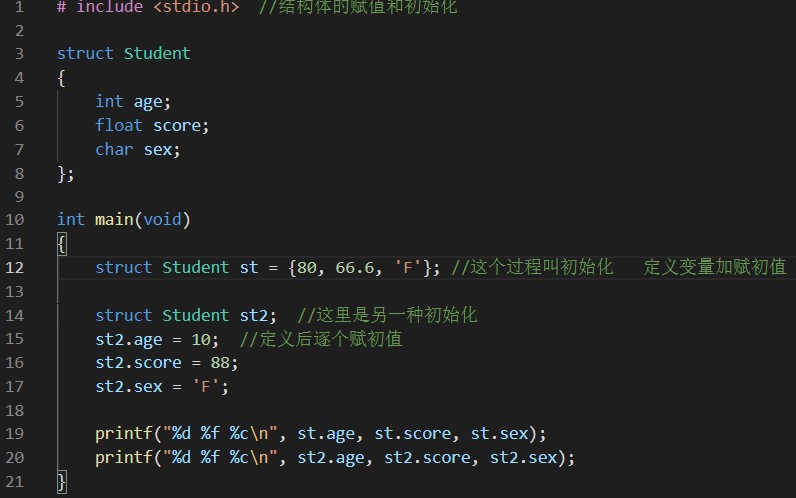 1 # include <stdio.h> //结构体的赋值和初始化
2
3 struct Student
4 {
5 int age;
6 float score;
7 char sex;
8 };
9
10 int main(void)
11 {
12 struct Student st = {80, 66.6, 'F'}; //这个过程叫初始化 定义变量加赋初值
13
14 struct Student st2; //这里是另一种初始化
15 st2.age = 10; //定义后逐个赋初值
16 st2.score = 88;
17 st2.sex = 'F';
18
19 printf("%d %f %c\n", st.age, st.score, st.sex);
20 printf("%d %f %c\n", st2.age, st2.score, st2.sex);
21 }